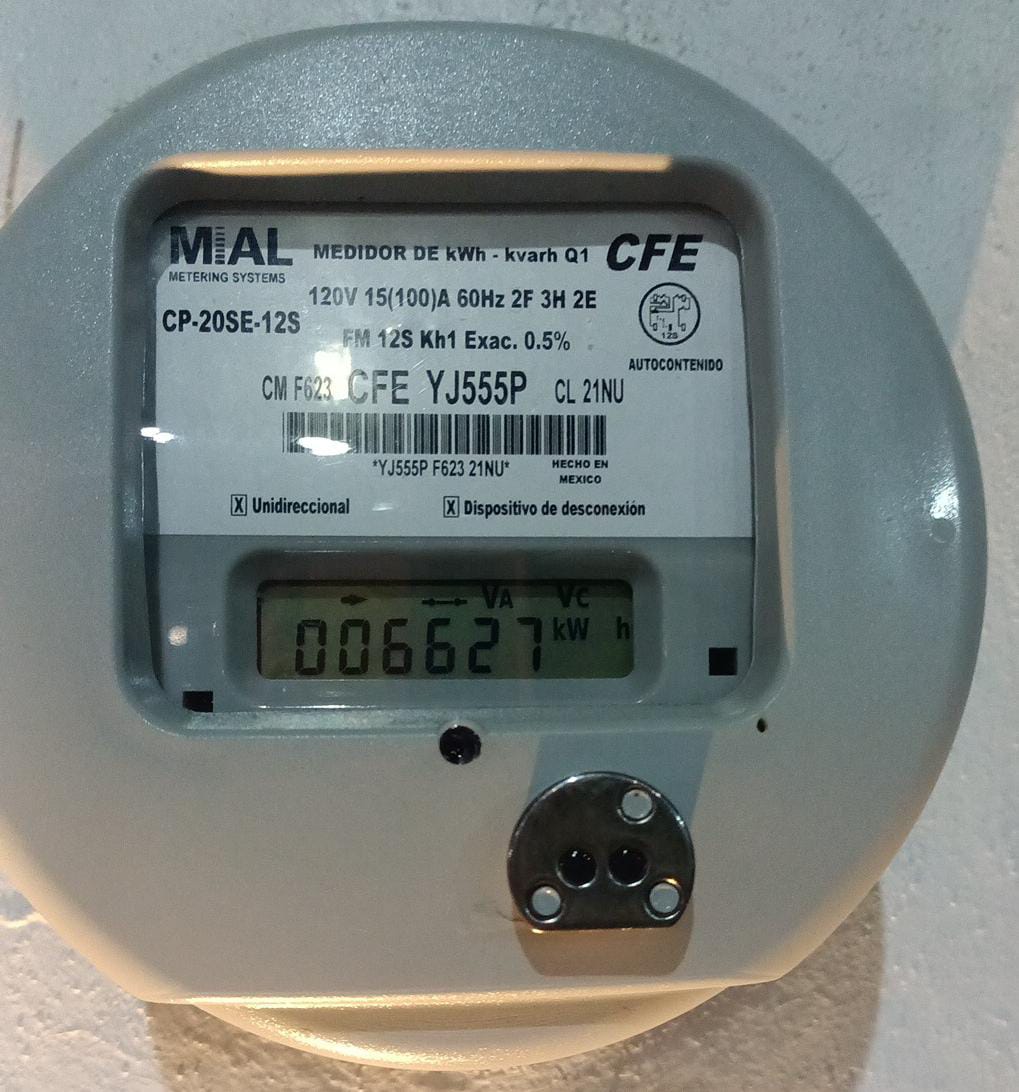 MIAL
METERING SYSTEMS
MEDIDOR DE kWh - kvarh Q1
CFE
120V 15(100)A 60Hz 2F 3H 2E
CP-20SE-12S
FM 12S Kh1 Exac. 0.5%
12S
AUTOCONTENIDO
CM F623 CFE YJ555P CL 21NU
*YJ555P F623 21NU*
HECHO EN
MEXICO
X Unidireccional
X Dispositivo de desconexión
VA VC
006627 kW h